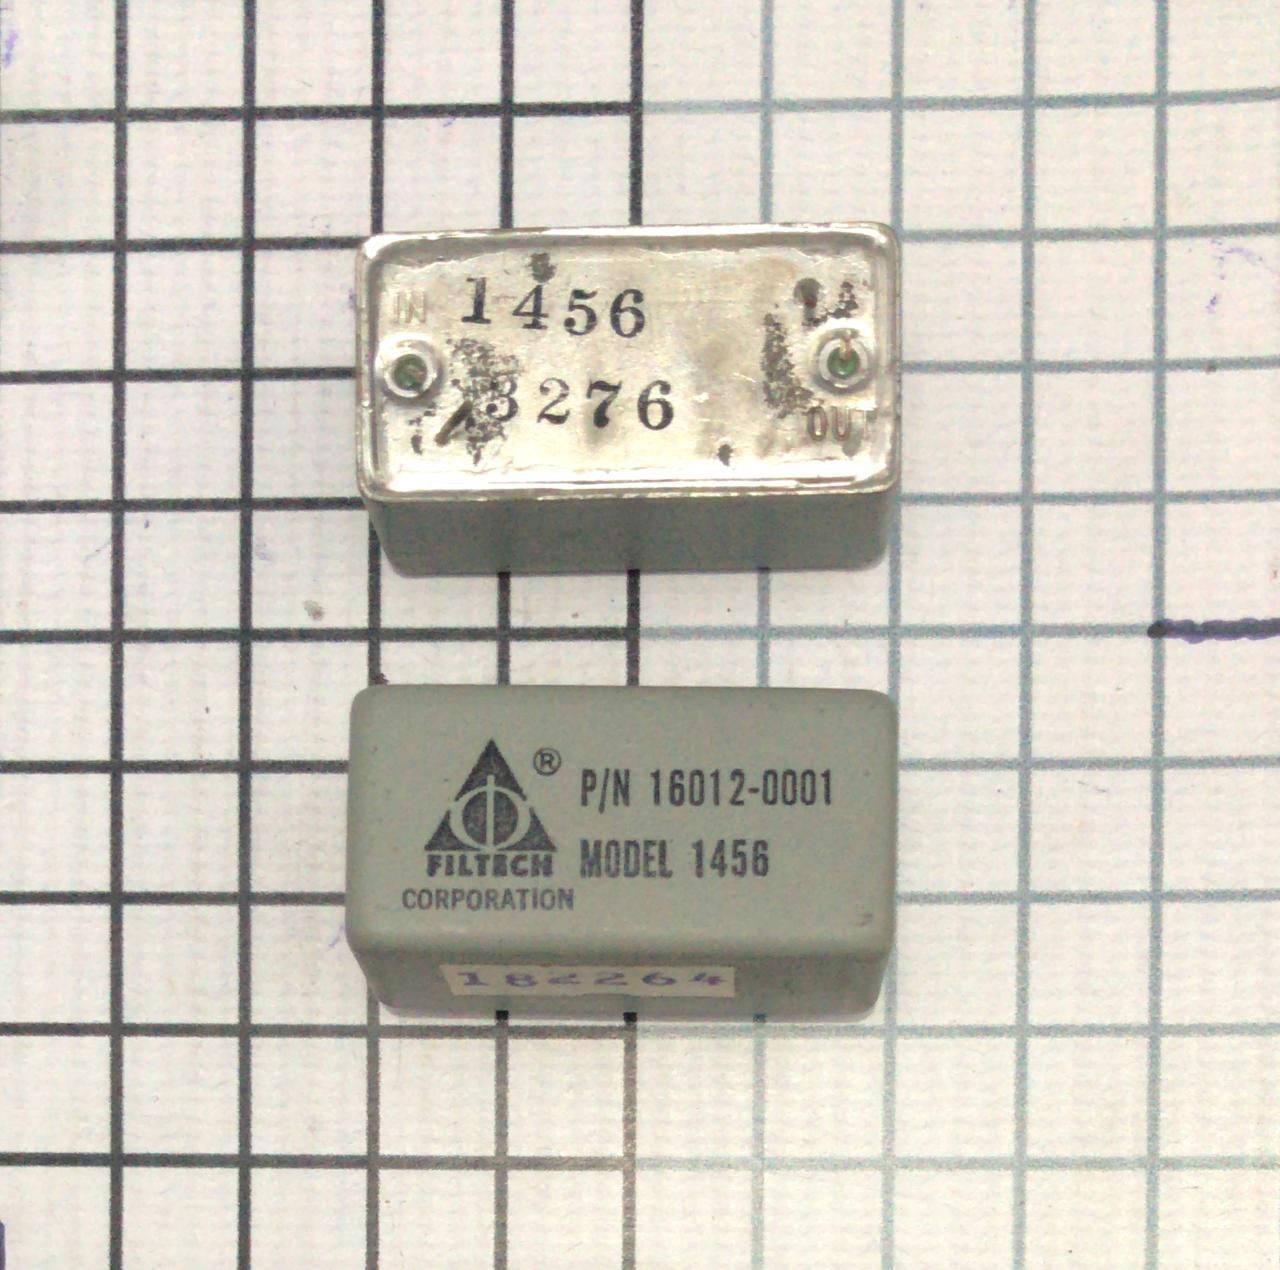 IN 1456
3276
OUT
® P/N 16012-0001
MODEL 1456
FILTECH
CORPORATION
182264